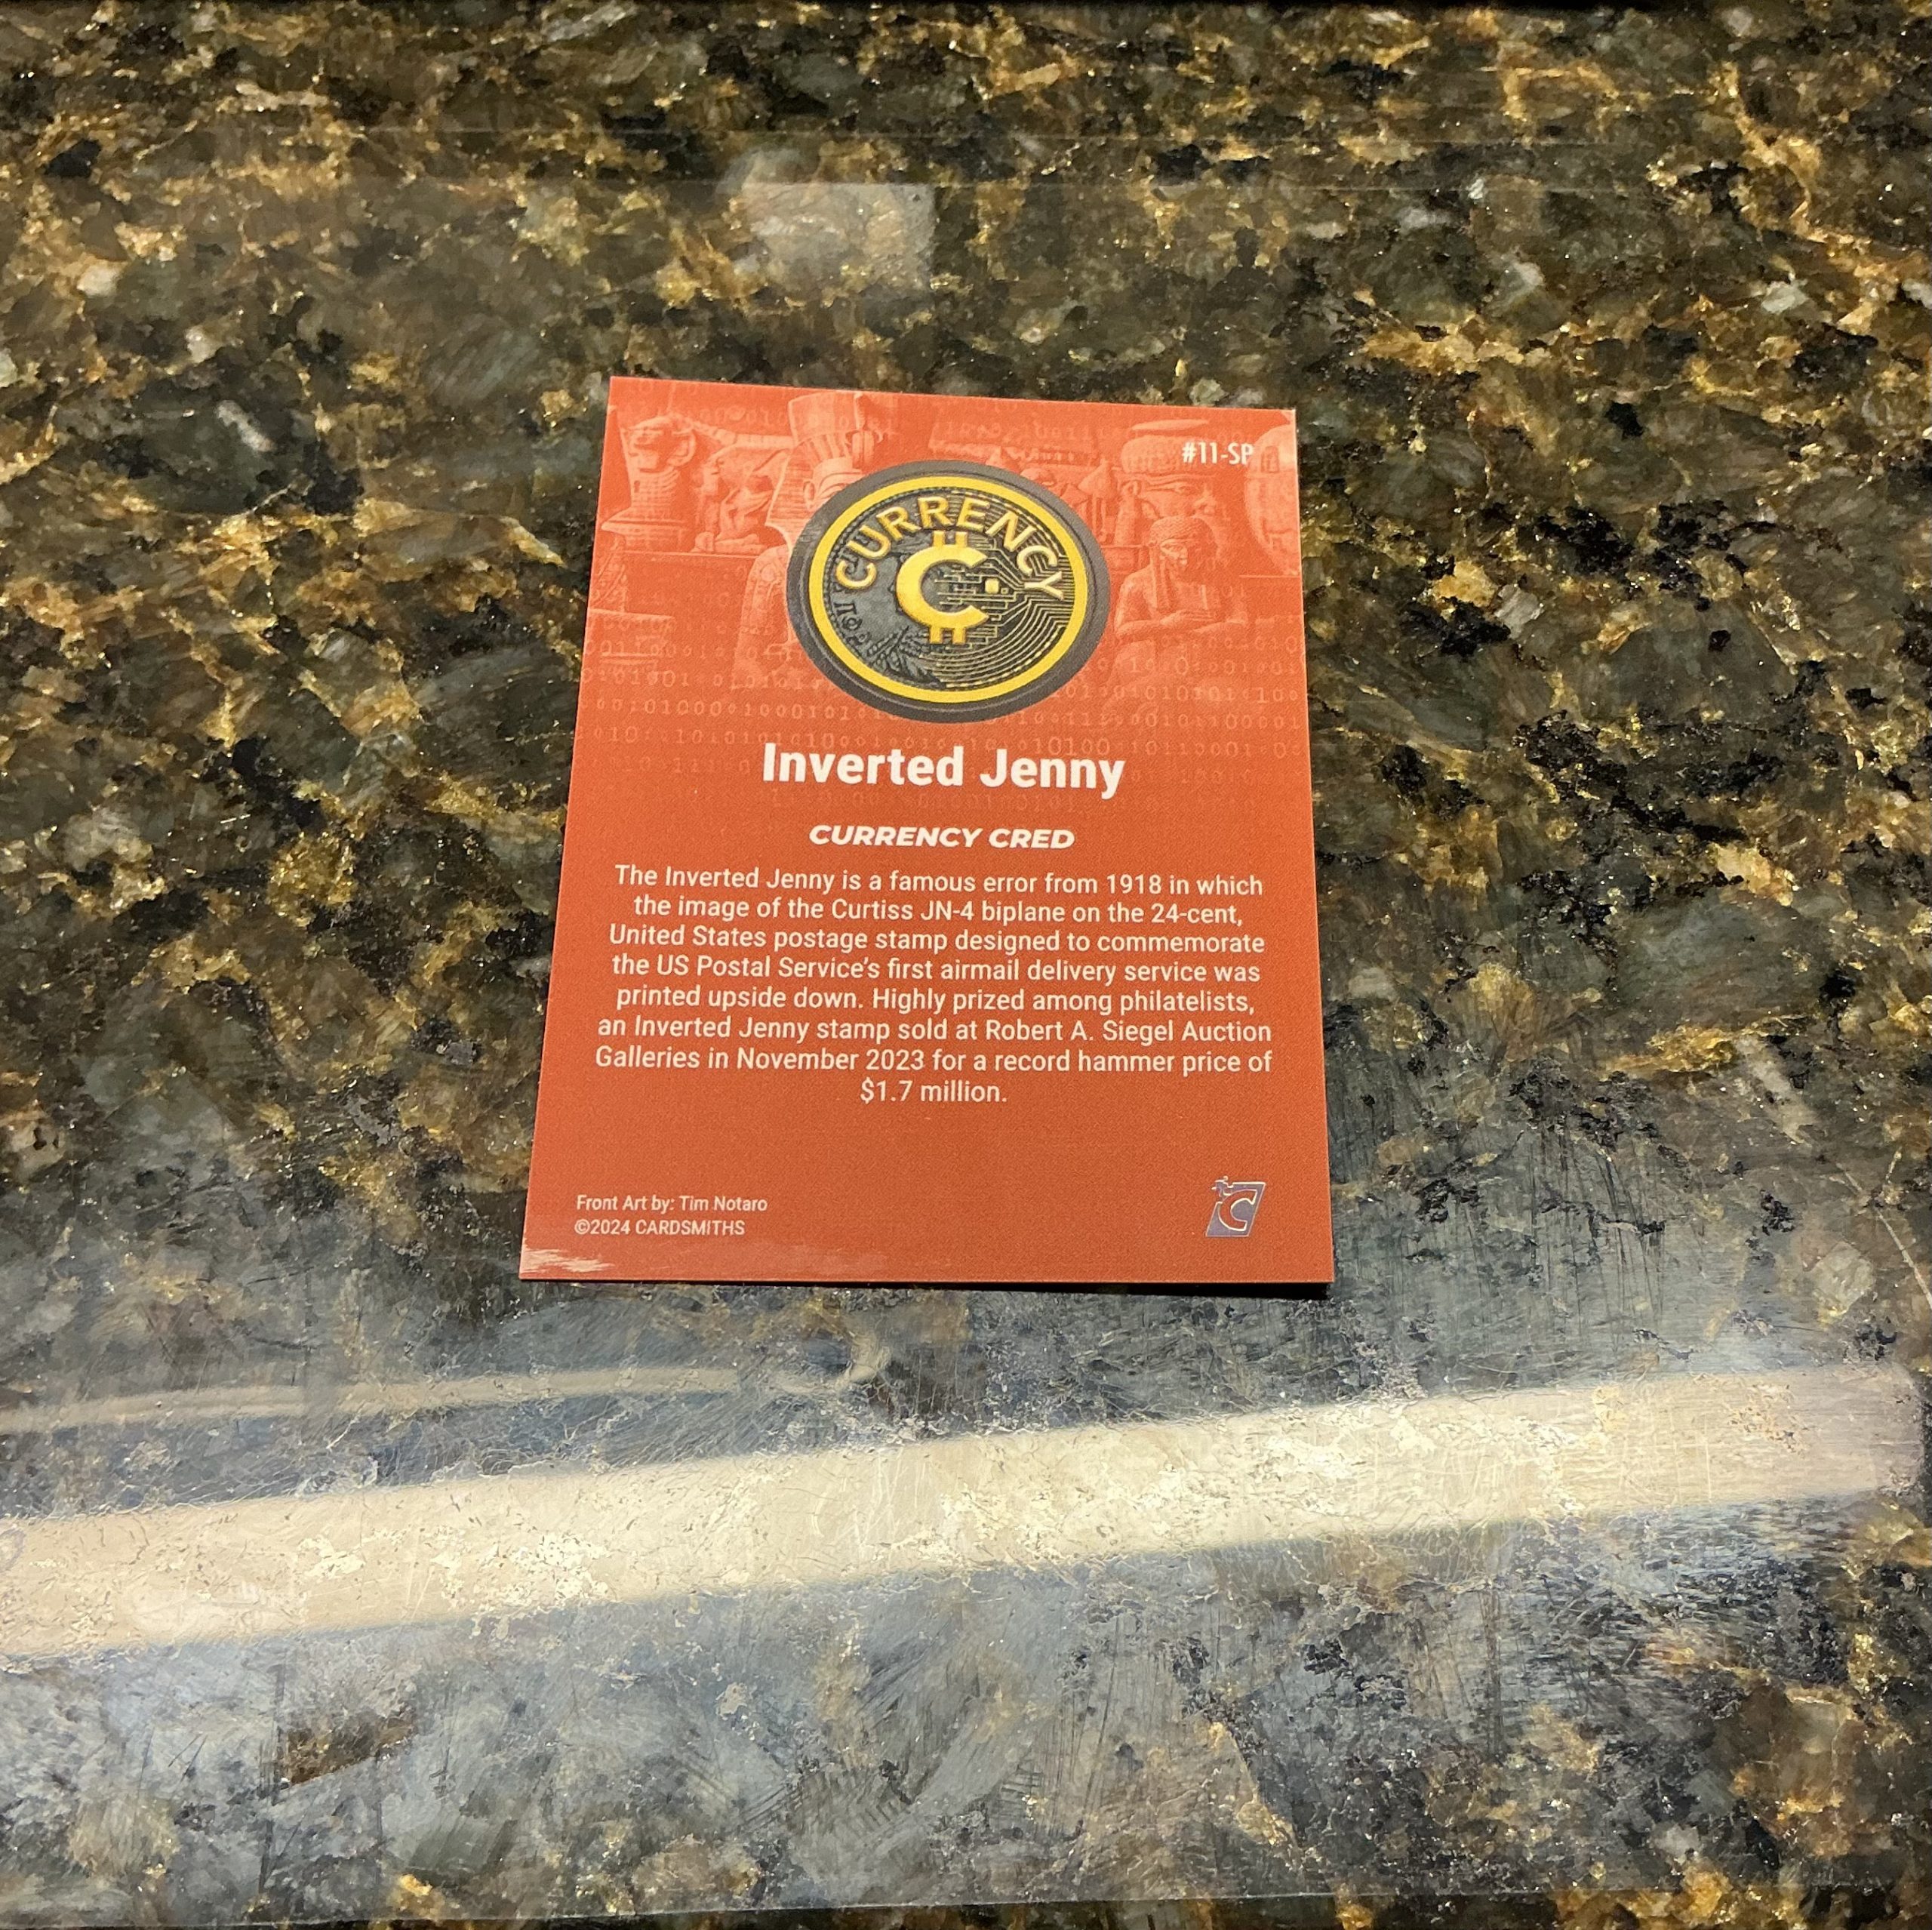 #11-SP
CURRENCY
Inverted Jenny
CURRENCY CRED
The Inverted Jenny is a famous error from 1918 in which
the image of the Curtiss JN-4 biplane on the 24-cent,
United States postage stamp designed to commemorate
the US Postal Service's first airmail delivery service was
printed upside down. Highly prized among philatelists,
an Inverted Jenny stamp sold at Robert A. Siegel Auction
Galleries in November 2023 for a record hammer price of
$1.7 million.
Front Art by: Tim Notaro
©2024 CARDSMITHS
C